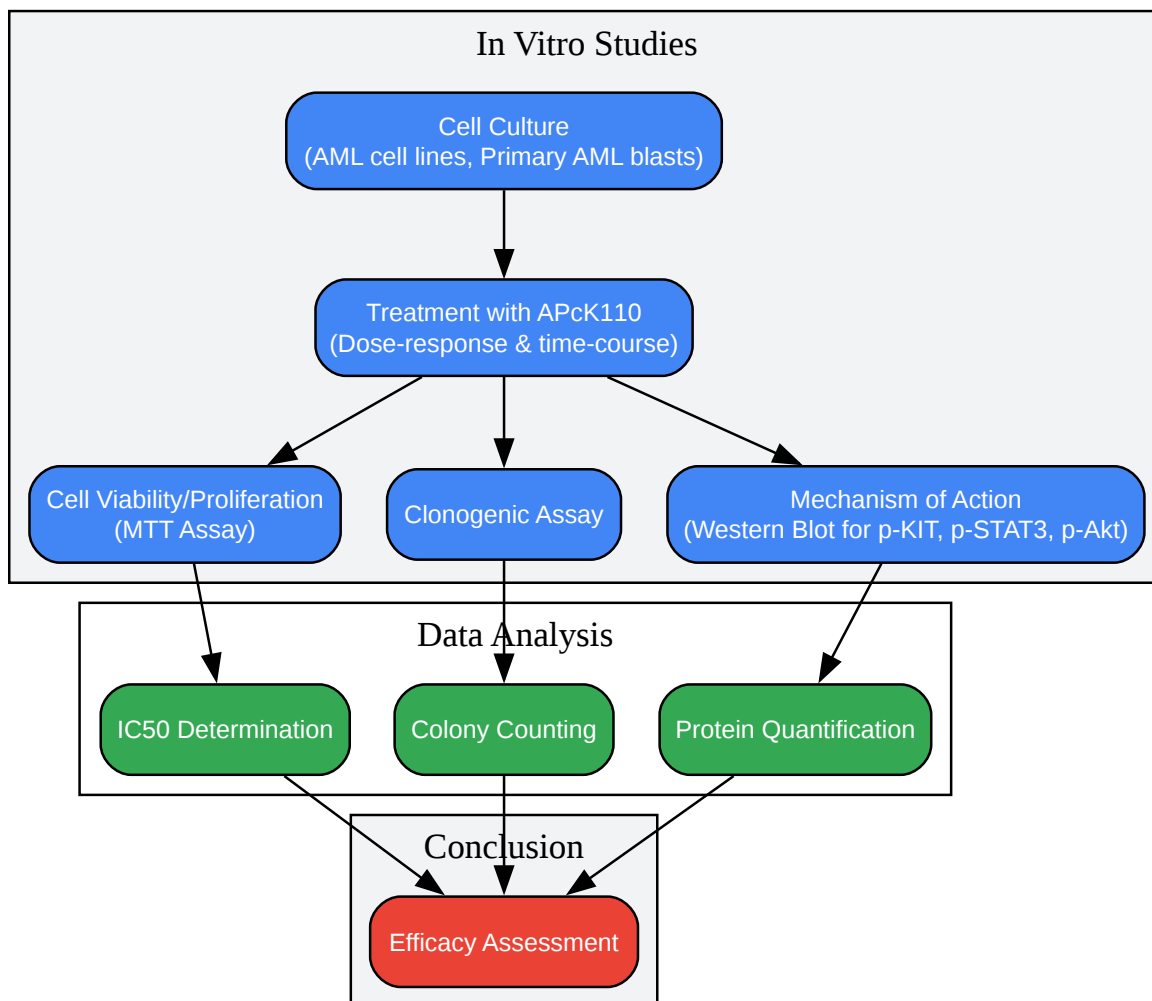 In Vitro Studies
Cell Culture
(AML cell lines, Primary AML blasts)
Treatment with APcK110
(Dose-response & time-course)
Cell Viability/Proliferation
(MTT Assay)
Clonogenic Assay
Mechanism of Action
(Western Blot for p-KIT, p-STAT3, p-Akt)
Data Analysis
IC50 Determination
Colony Counting
Protein Quantification
Conclusion
Efficacy Assessment